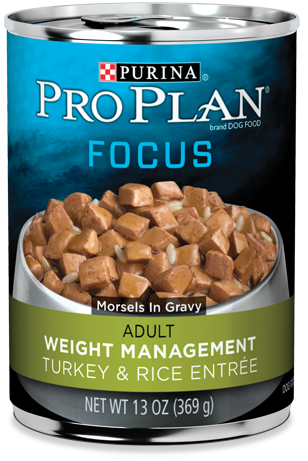 PURINA®
PRO PLAN®
brand DOG FOOD
FOCUS
Morsels In Gravy
ADULT
WEIGHT MANAGEMENT
TURKEY & RICE ENTRÉE
NET WT 13 OZ (369 g)